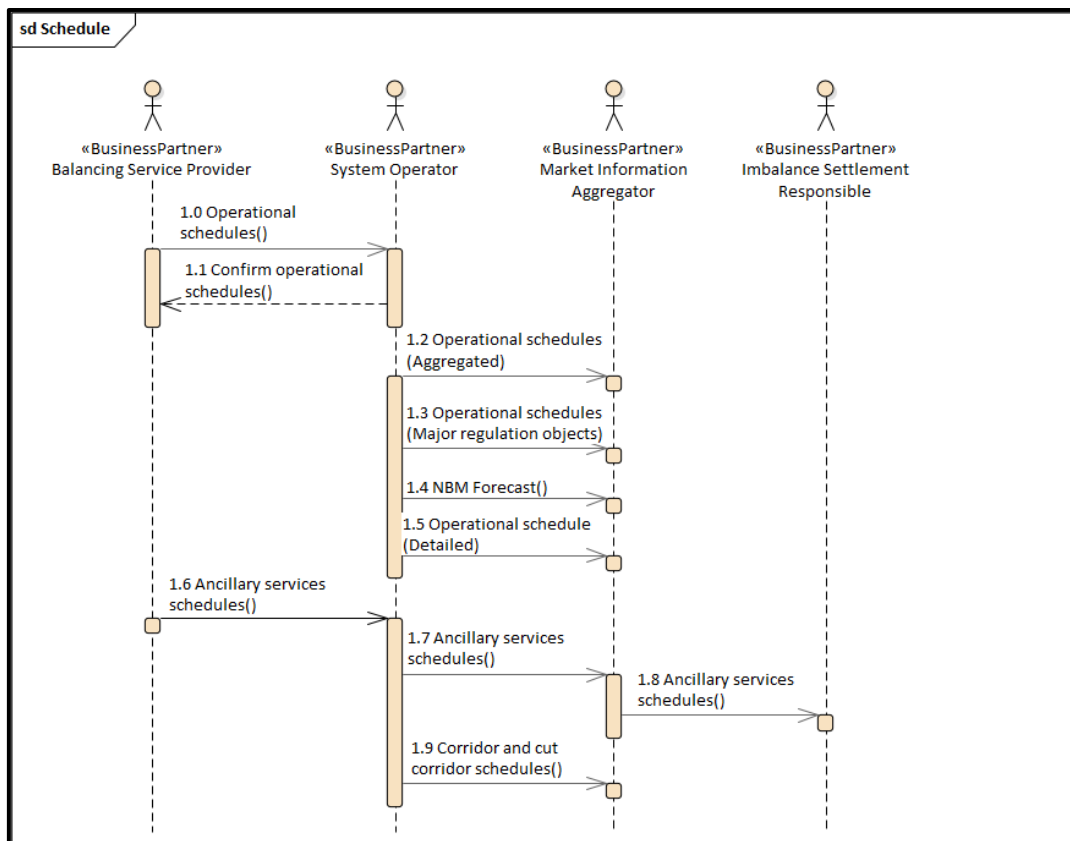 sd Schedule
«BusinessPartner»
Balancing Service Provider
«BusinessPartner»
System Operator
«BusinessPartner»
Market Information
Aggregator
«BusinessPartner»
Imbalance Settlement
Responsible
1.0 Operational
schedules()
1.1 Confirm operational
schedules()
1.2 Operational schedules
(Aggregated)
1.3 Operational schedules
(Major regulation objects)
1.4 NBM Forecast()
1.5 Operational schedule
(Detailed)
1.6 Ancillary services
schedules()
1.7 Ancillary services
schedules()
1.8 Ancillary services
schedules()
1.9 Corridor and cut
corridor schedules()